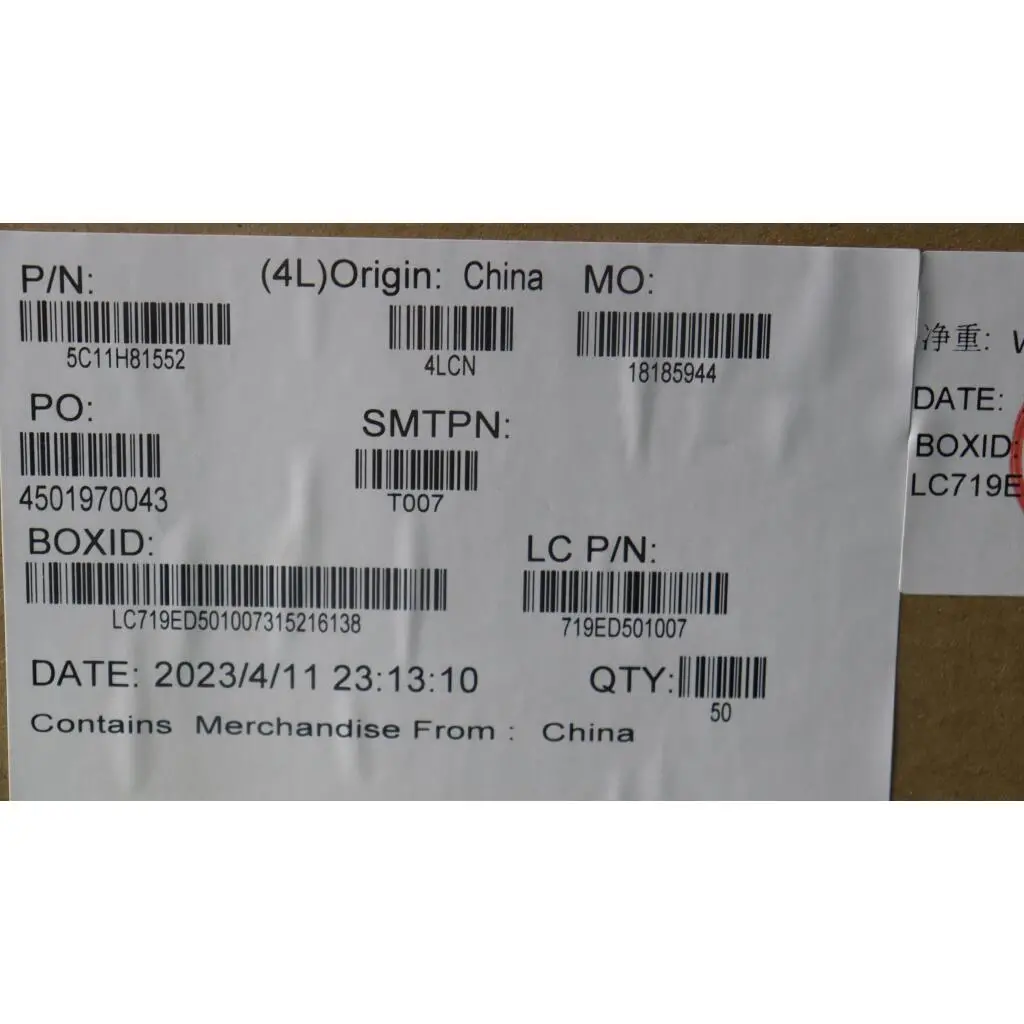 P/N: (4L)Origin: China MO:
5C11H81552 4LCN 18185944
PO: SMTPN:
4501970043 T007
BOXID: LC P/N:
LC719ED501007315216138 719ED501007
DATE: 2023/4/11 23:13:10 QTY:
50
Contains Merchandise From : China
净重:
DATE:
BOXID:
LC719E